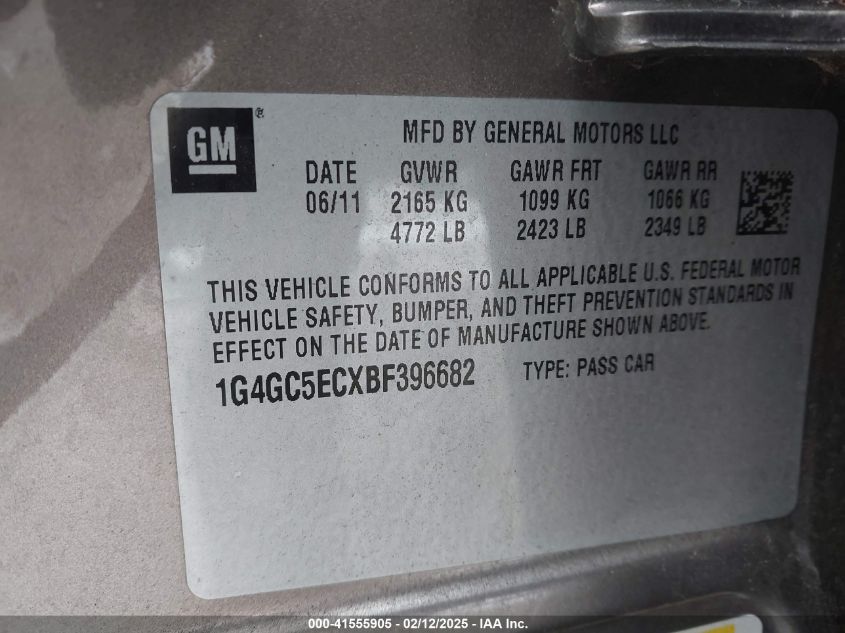 GM ®
MFD BY GENERAL MOTORS LLC
DATE GVWR GAWR FRT GAWR RR
06/11 2165 KG 1099 KG 1066 KG
4772 LB 2423 LB 2349 LB
THIS VEHICLE CONFORMS TO ALL APPLICABLE U.S. FEDERAL MOTOR
VEHICLE SAFETY, BUMPER, AND THEFT PREVENTION STANDARDS IN
EFFECT ON THE DATE OF MANUFACTURE SHOWN ABOVE.
1G4GC5ECXBF396682 TYPE: PASS CAR
000-41555905 - 02/12/2025 - IAA Inc.